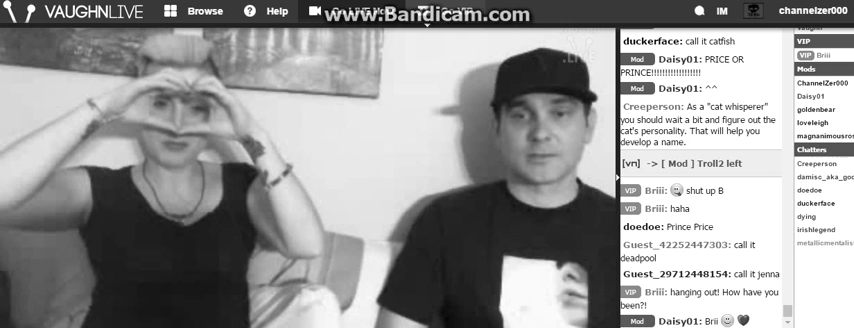 VAUGHNLIVE
Browse
Help
www.Bandicam.com
IM
channelzer000
duckerface: call it catfish
Mod Daisy01: PRICE OR
PRINCE!!!!!!!!!!!!!!!!!!
Mod Daisy01: ^^
Creeperson: As a "cat whisperer"
you should wait a bit and figure out the
cat's personality. That will help you
develop a name.
[vn] -> [ Mod ] Troll2 left
VIP Briii: shut up B
VIP Briii: haha
doedoe: Prince Price
Guest_42252447303: call it
deadpool
Guest_29712448154: call it jenna
VIP Briii: hanging out! How have you
been?!
Mod Daisy01: Brii
VIP
VIP Briii
Mods
ChannelZer000
Daisy01
goldenbear
loveleigh
magnanimousros
Chatters
Creeperson
damisc_aka_goo
doedoe
duckerface
dying
irishlegend
metallicmentalis